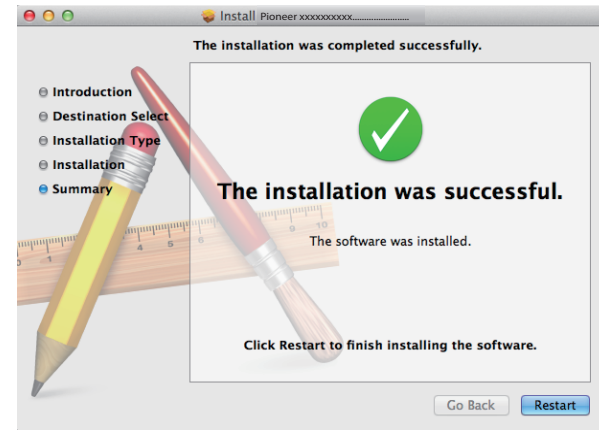 Install Pioneer xxxxxxxxxx........................
The installation was completed successfully.
Introduction
Destination Select
Installation Type
Installation
Summary
The installation was successful.
The software was installed.
Click Restart to finish installing the software.
Go Back
Restart